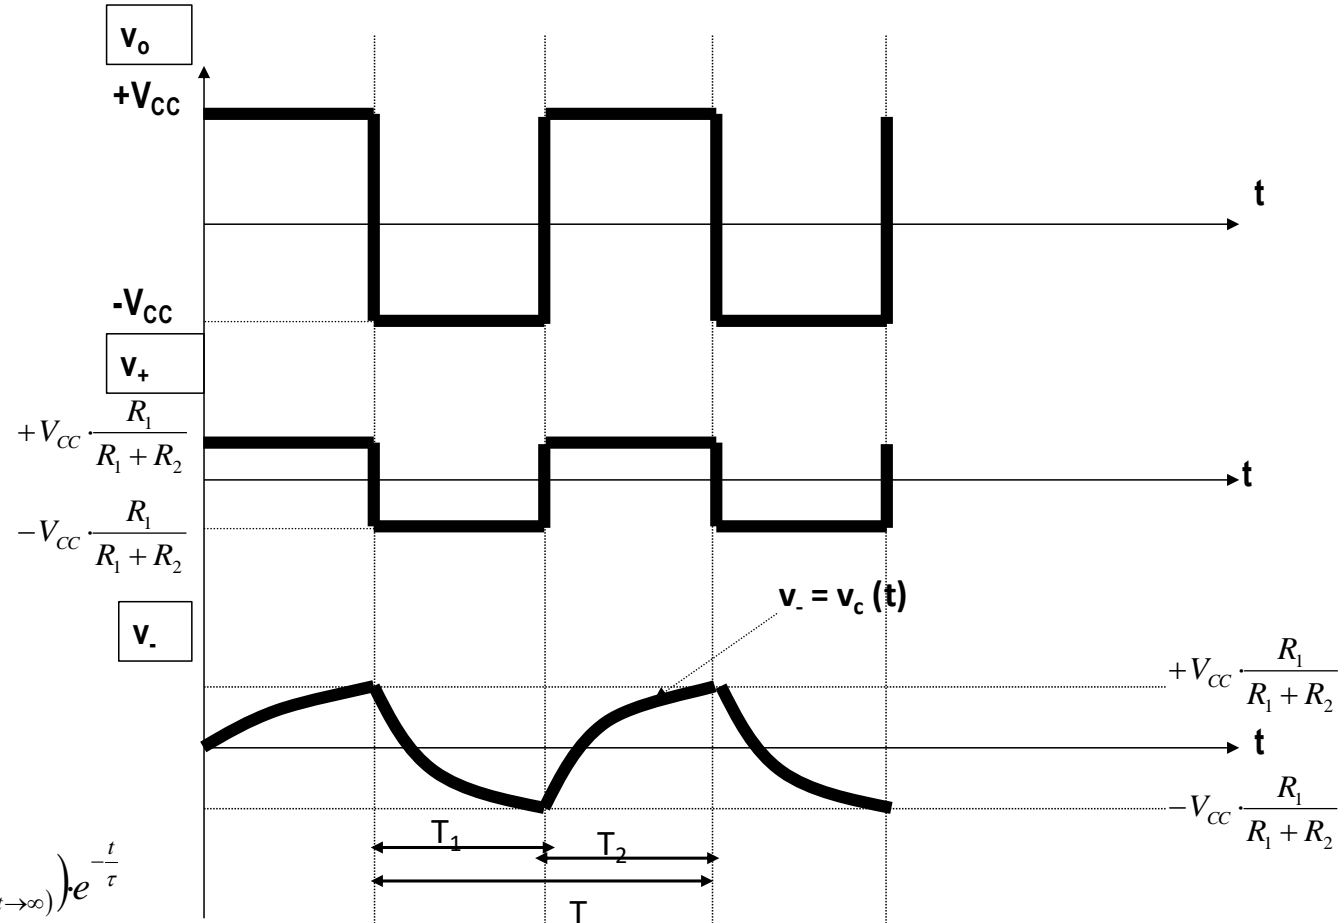 v₀
+V_CC
t
-V_CC
v₊
+V_CC · R₁ / (R₁ + R₂)
t
−V_CC · R₁ / (R₁ + R₂)
v₋ = v_c (t)
v₋
+V_CC · R₁ / (R₁ + R₂)
t
−V_CC · R₁ / (R₁ + R₂)
T₁
T₂
t→∞))·e^(−t/τ)
T